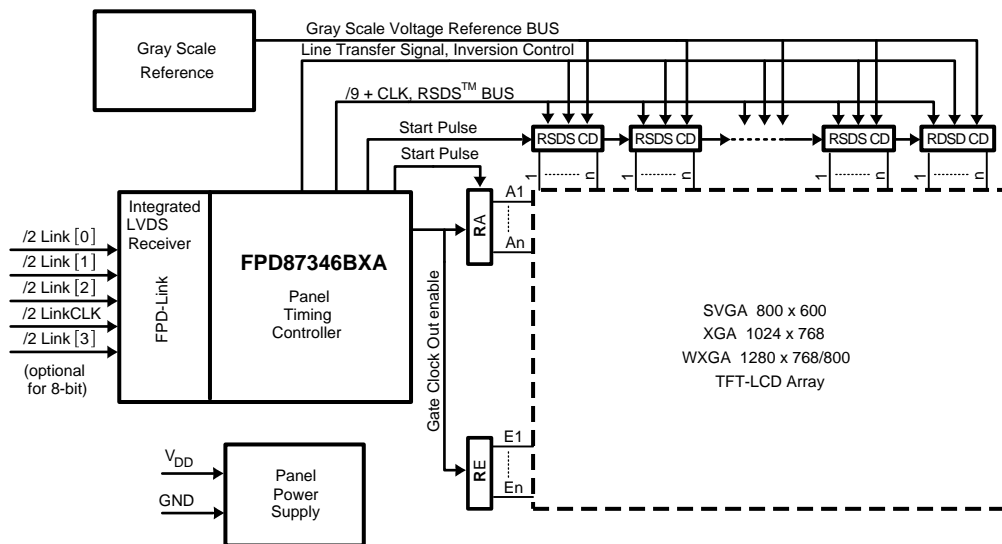 Gray Scale
Reference
Gray Scale Voltage Reference BUS
Line Transfer Signal, Inversion Control
/9 + CLK, RSDS™ BUS
Start Pulse
Start Pulse
RSDS CD
RSDS CD
RSDS CD
RDSD CD
1 n
1 n
1 n
1 n
Integrated
LVDS
Receiver
FPD-Link
FPD87346BXA
Panel
Timing
Controller
/2 Link [0]
/2 Link [1]
/2 Link [2]
/2 LinkCLK
/2 Link [3]
(optional
for 8-bit)
Gate Clock Out enable
RA
A1
An
RE
E1
En
SVGA 800 x 600
XGA 1024 x 768
WXGA 1280 x 768/800
TFT-LCD Array
VDD
GND
Panel
Power
Supply